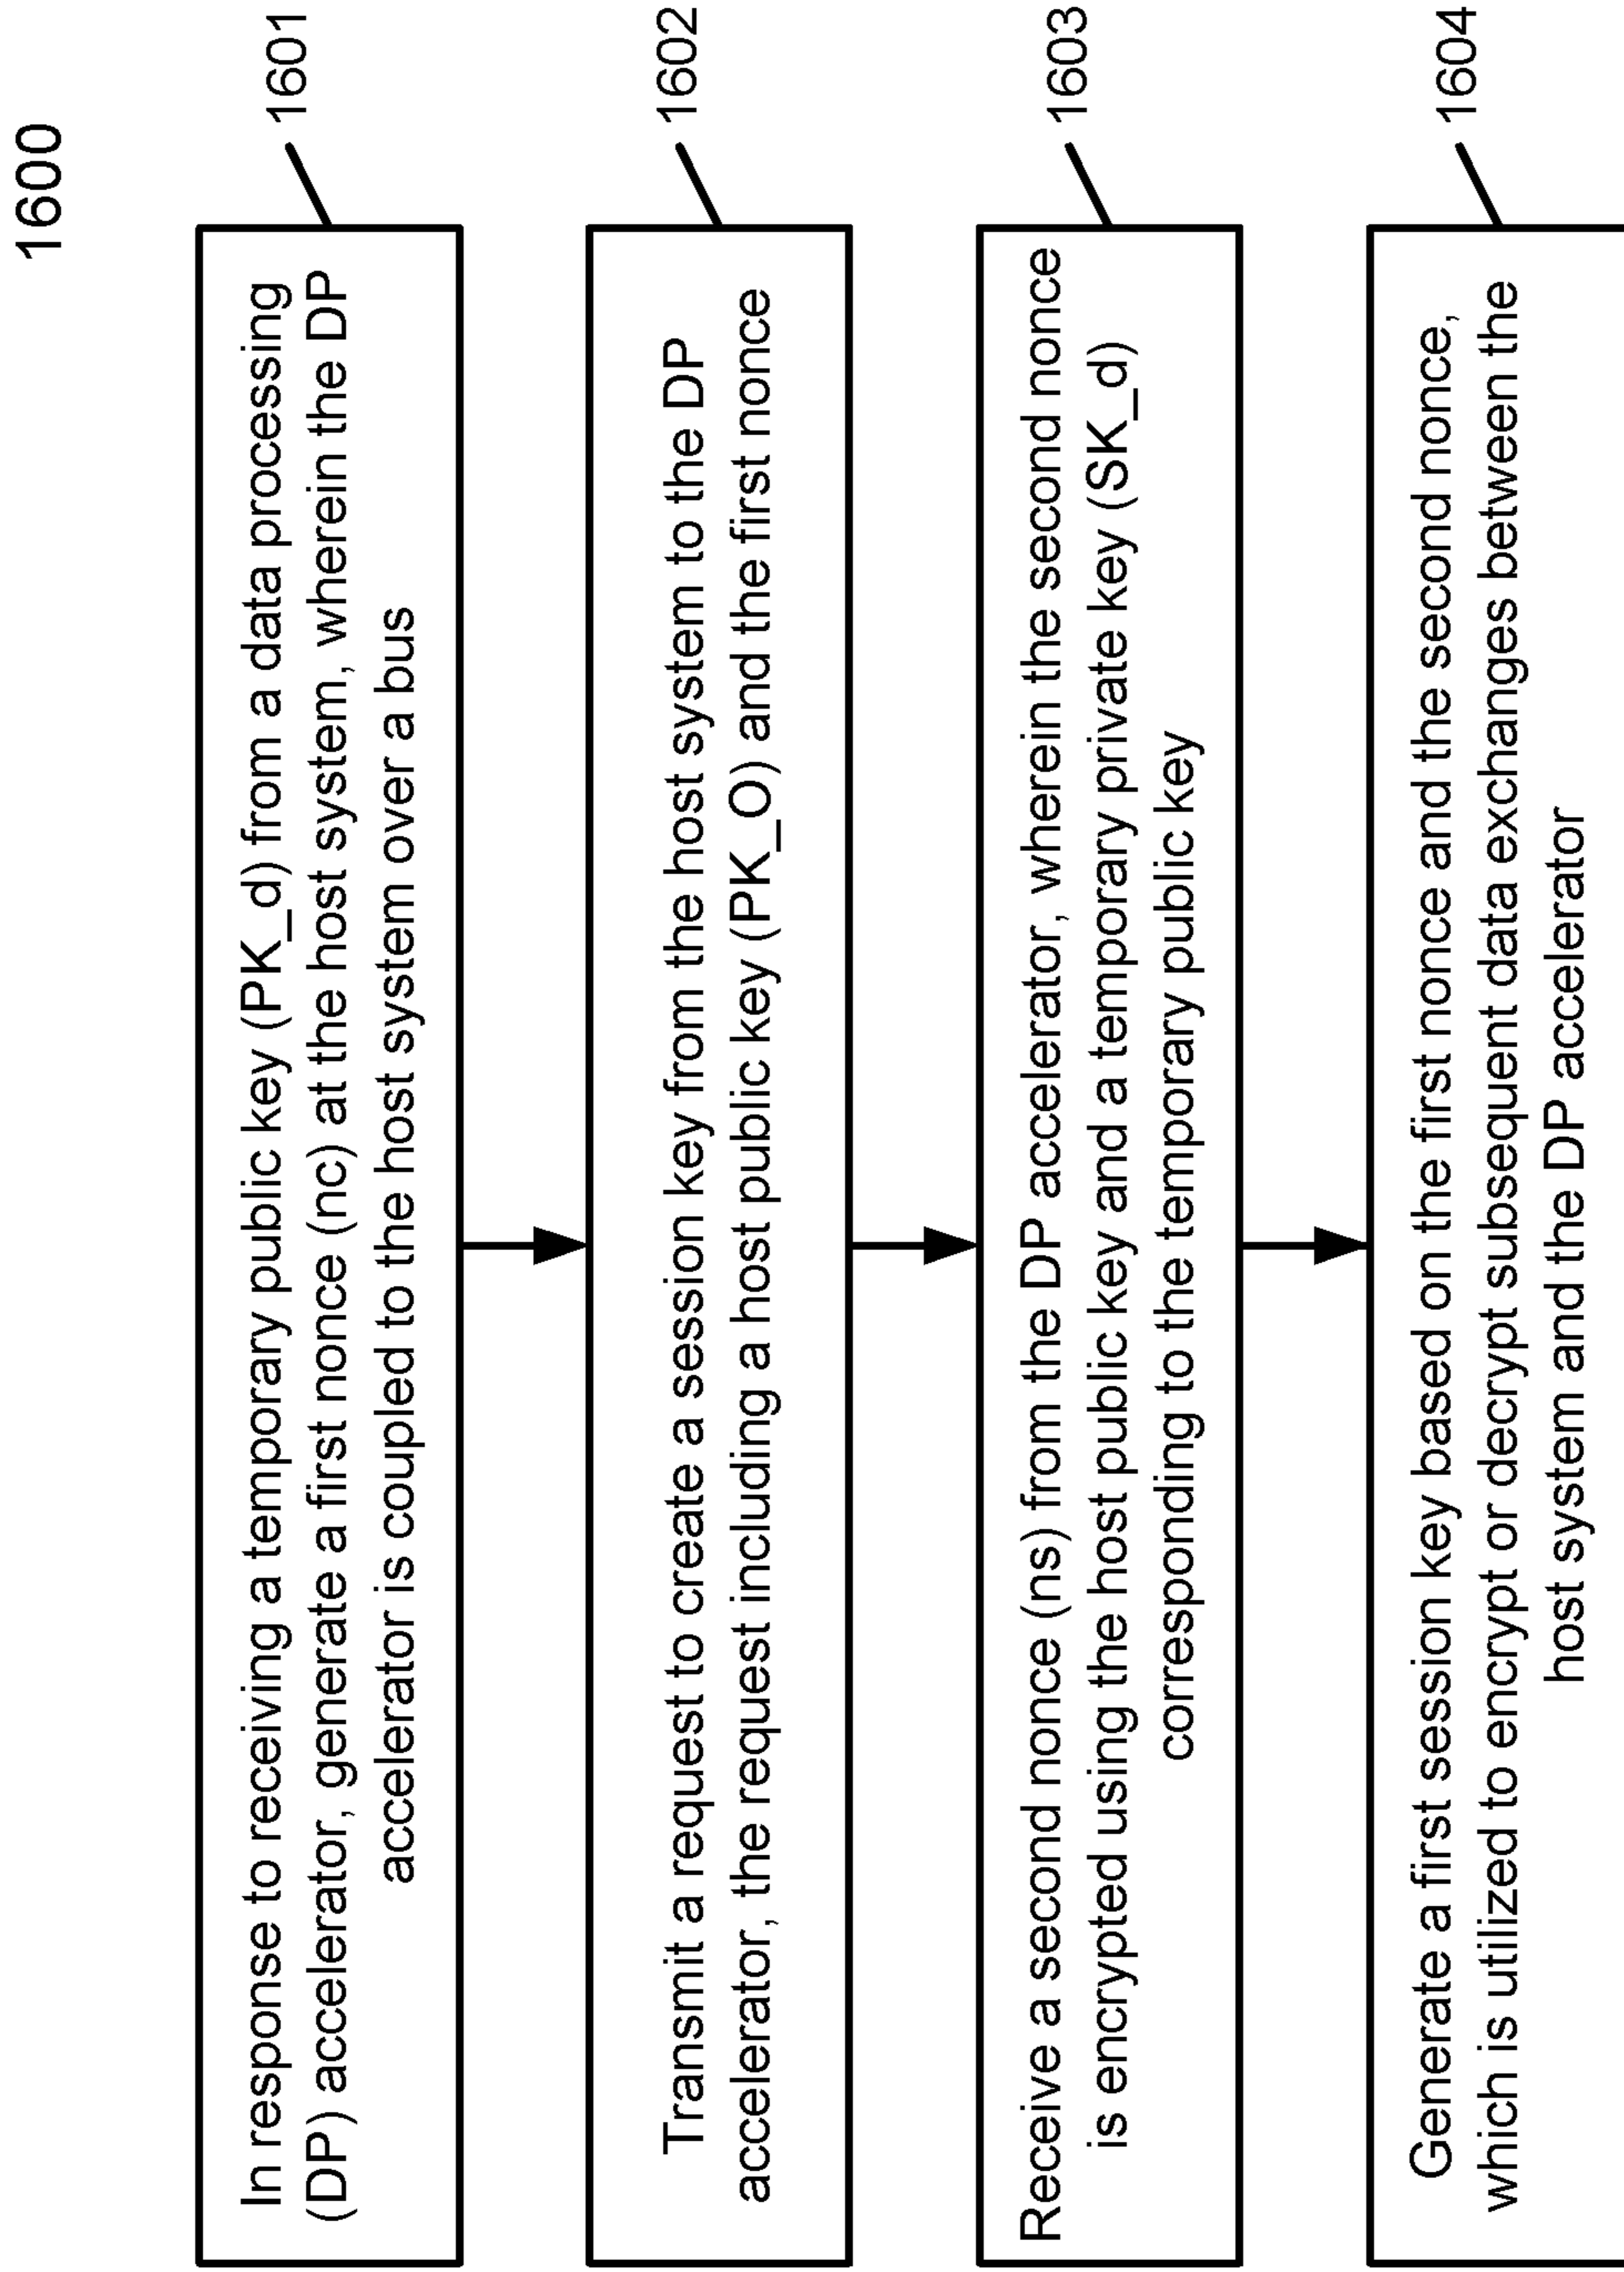 1600
In response to receiving a temporary public key (PK_d) from a data processing
(DP) accelerator, generate a first nonce (nc) at the host system, wherein the DP
accelerator is coupled to the host system over a bus
1601
Transmit a request to create a session key from the host system to the DP
accelerator, the request including a host public key (PK_O) and the first nonce
1602
Receive a second nonce (ns) from the DP accelerator, wherein the second nonce
is encrypted using the host public key and a temporary private key (SK_d)
corresponding to the temporary public key
1603
Generate a first session key based on the first nonce and the second nonce,
which is utilized to encrypt or decrypt subsequent data exchanges between the
host system and the DP accelerator
1604